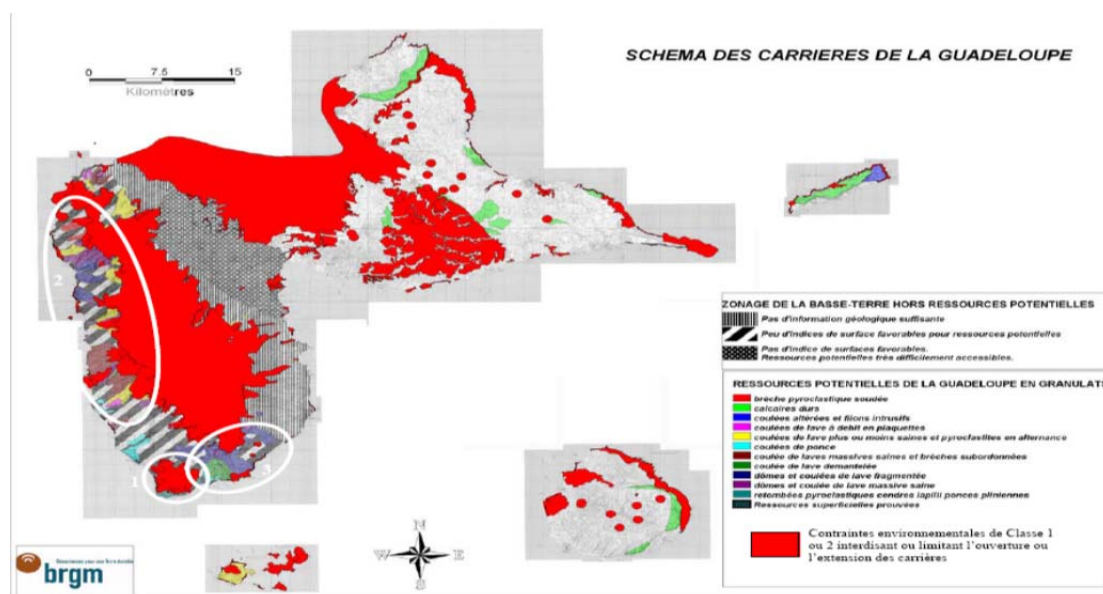 SCHEMA DES CARRIERES DE LA GUADELOUPE
0 7.5 15
Kilomètres
2
1
3
N
W E
S
ZONAGE DE LA BASSE-TERRE HORS RESSOURCES POTENTIELLES
Pas d'information géologique suffisante
Peu d'indices de surface favorables pour ressources potentielles
Pas d'indice de surfaces favorables.
Ressources potentielles très difficilement accessibles.
RESSOURCES POTENTIELLES DE LA GUADELOUPE EN GRANULATS
brèche pyroclastique soudée
calcaires durs
coulées altérées et filons intrusifs
coulées de lave à débit en plaquettes
coulées de lave plus ou moins saines et pyroclastites en alternance
coulées de ponce
coulée de laves massives saines et brèches subordonnées
coulée de lave demantelée
dômes et coulées de lave fragmentée
dômes et coulée de lave massive saine
retombées pyroclastiques cendres lapilli ponces pliniennes
Ressources superficielles prouvées
Contraintes environnementales de Classe 1
ou 2 interdisant ou limitant l'ouverture ou
l'extension des carrières
brgm